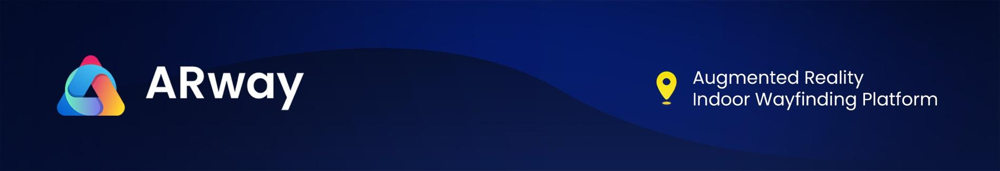 ARway
Augmented Reality
Indoor Wayfinding Platform